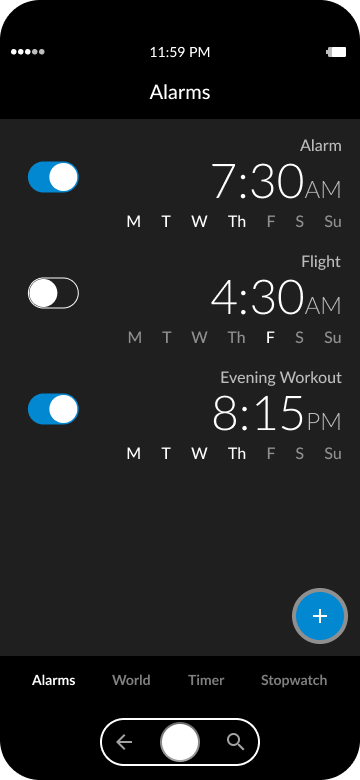 11:59 PM
Alarms
Alarm
7:30AM
M T W Th F S Su
Flight
4:30AM
M T W Th F S Su
Evening Workout
8:15PM
M T W Th F S Su
+
Alarms World Timer Stopwatch